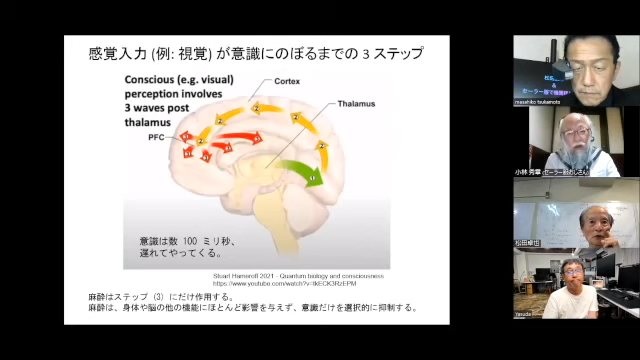 感覚入力 (例: 視覚) が意識にのぼるまでの 3 ステップ
Conscious (e.g. visual)
perception involves
3 waves post
thalamus
Cortex
Thalamus
PFC
意識は数 100 ミリ秒、
遅れてやってくる。
Stuart Hameroff 2021 - Quantum biology and consciousness
https://www.youtube.com/watch?v=tkECK3RzEPM
麻酔はステップ (3) にだけ作用する。
麻酔は、身体や脳の他の機能にほとんど影響を与えず、意識だけを選択的に抑制する。
masahiko tsukamoto
小林 秀章 (セーラー服おじさん)
松田卓也
Yasuda